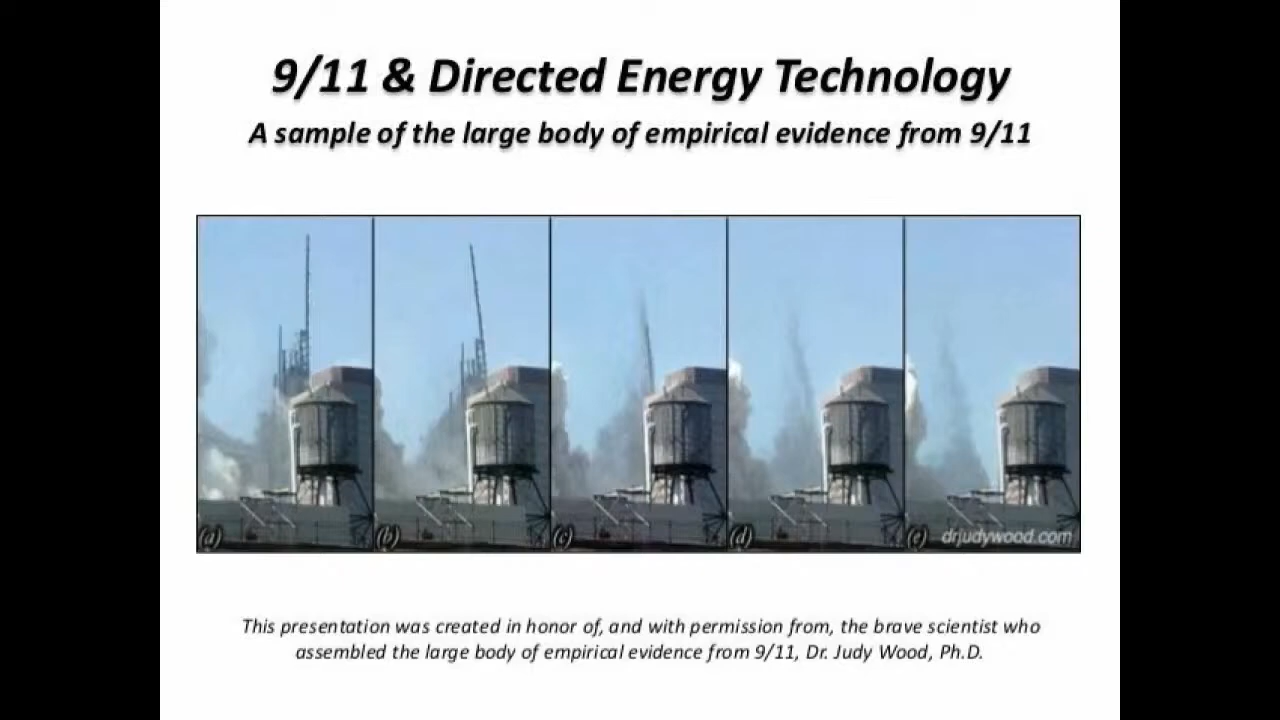 9/11 & Directed Energy Technology
A sample of the large body of empirical evidence from 9/11
(a) (b) (c) (d) (e) drjudywood.com
This presentation was created in honor of, and with permission from, the brave scientist who
assembled the large body of empirical evidence from 9/11, Dr. Judy Wood, Ph.D.